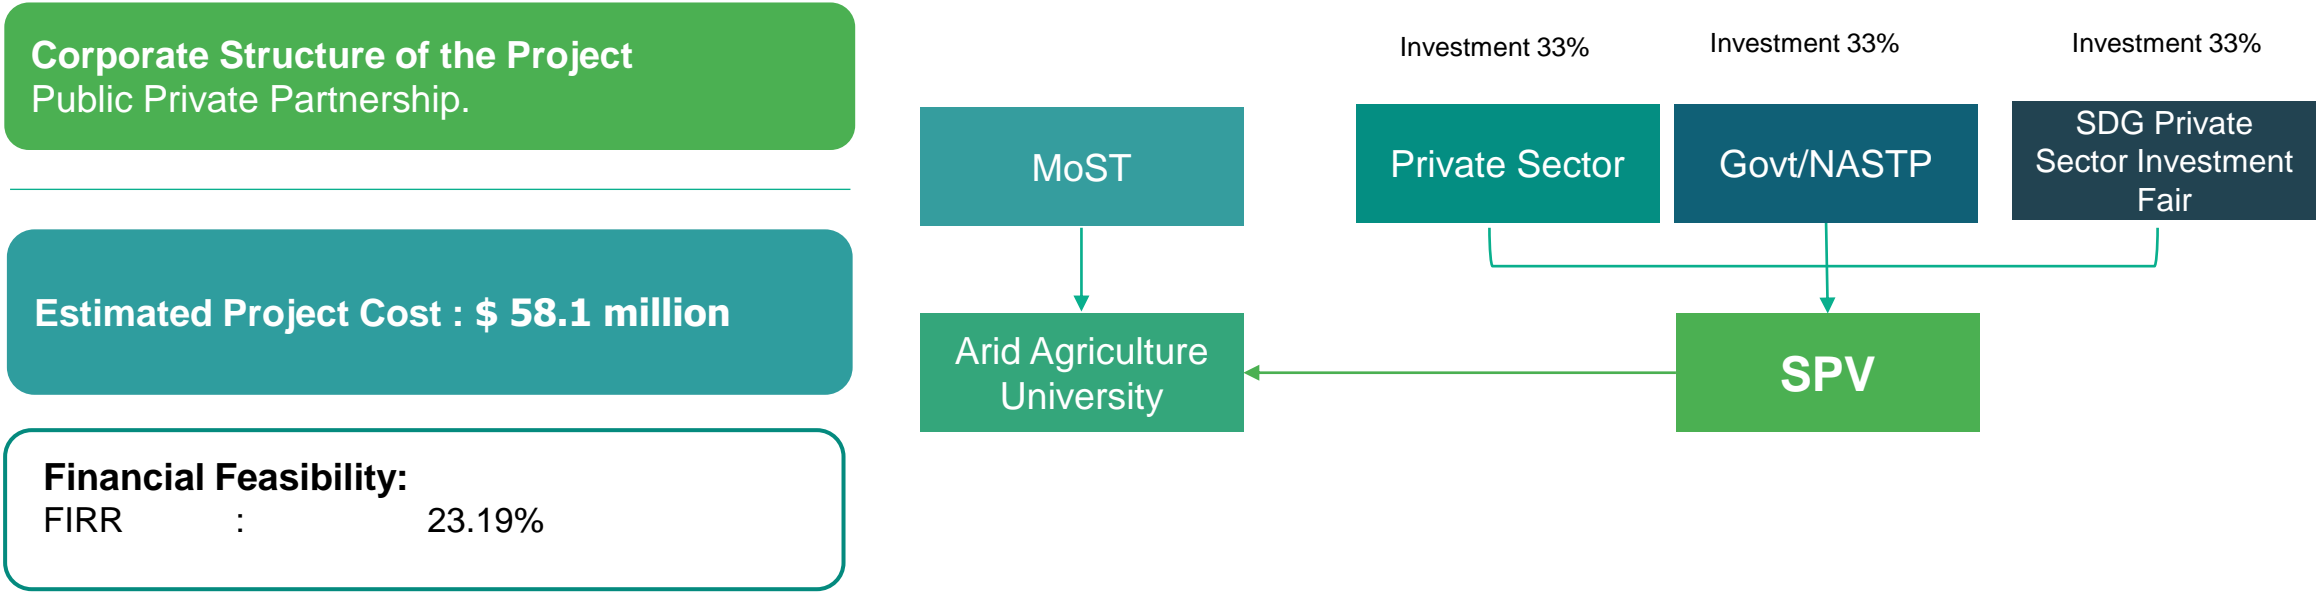 Corporate Structure of the Project
Public Private Partnership.
Estimated Project Cost : $ 58.1 million
Financial Feasibility:
FIRR : 23.19%
Investment 33%
Investment 33%
Investment 33%
MoST
Private Sector
Govt/NASTP
SDG Private
Sector Investment
Fair
Arid Agriculture
University
SPV